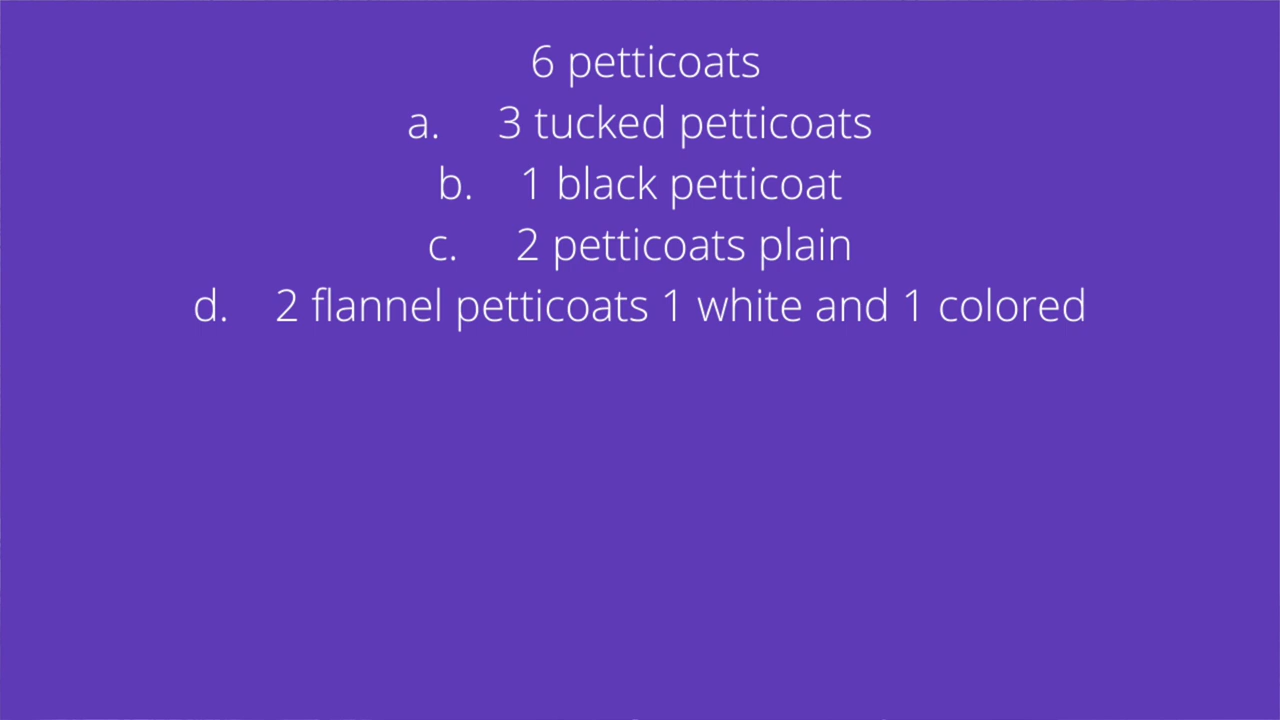 6 petticoats
a. 3 tucked petticoats
b. 1 black petticoat
c. 2 petticoats plain
d. 2 flannel petticoats 1 white and 1 colored